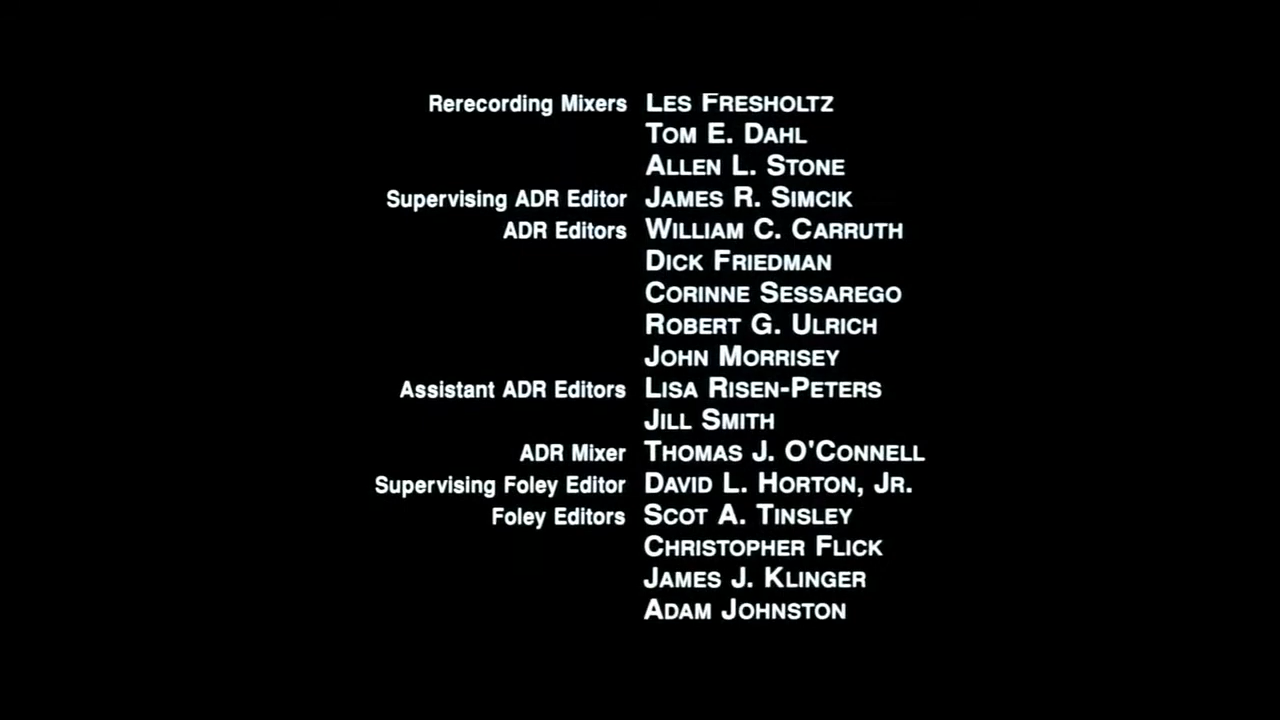 Rerecording Mixers LES FRESHOLTZ
TOM E. DAHL
ALLEN L. STONE
Supervising ADR Editor JAMES R. SIMCIK
ADR Editors WILLIAM C. CARRUTH
DICK FRIEDMAN
CORINNE SESSAREGO
ROBERT G. ULRICH
JOHN MORRISEY
Assistant ADR Editors LISA RISEN-PETERS
JILL SMITH
ADR Mixer THOMAS J. O'CONNELL
Supervising Foley Editor DAVID L. HORTON, JR.
Foley Editors SCOT A. TINSLEY
CHRISTOPHER FLICK
JAMES J. KLINGER
ADAM JOHNSTON